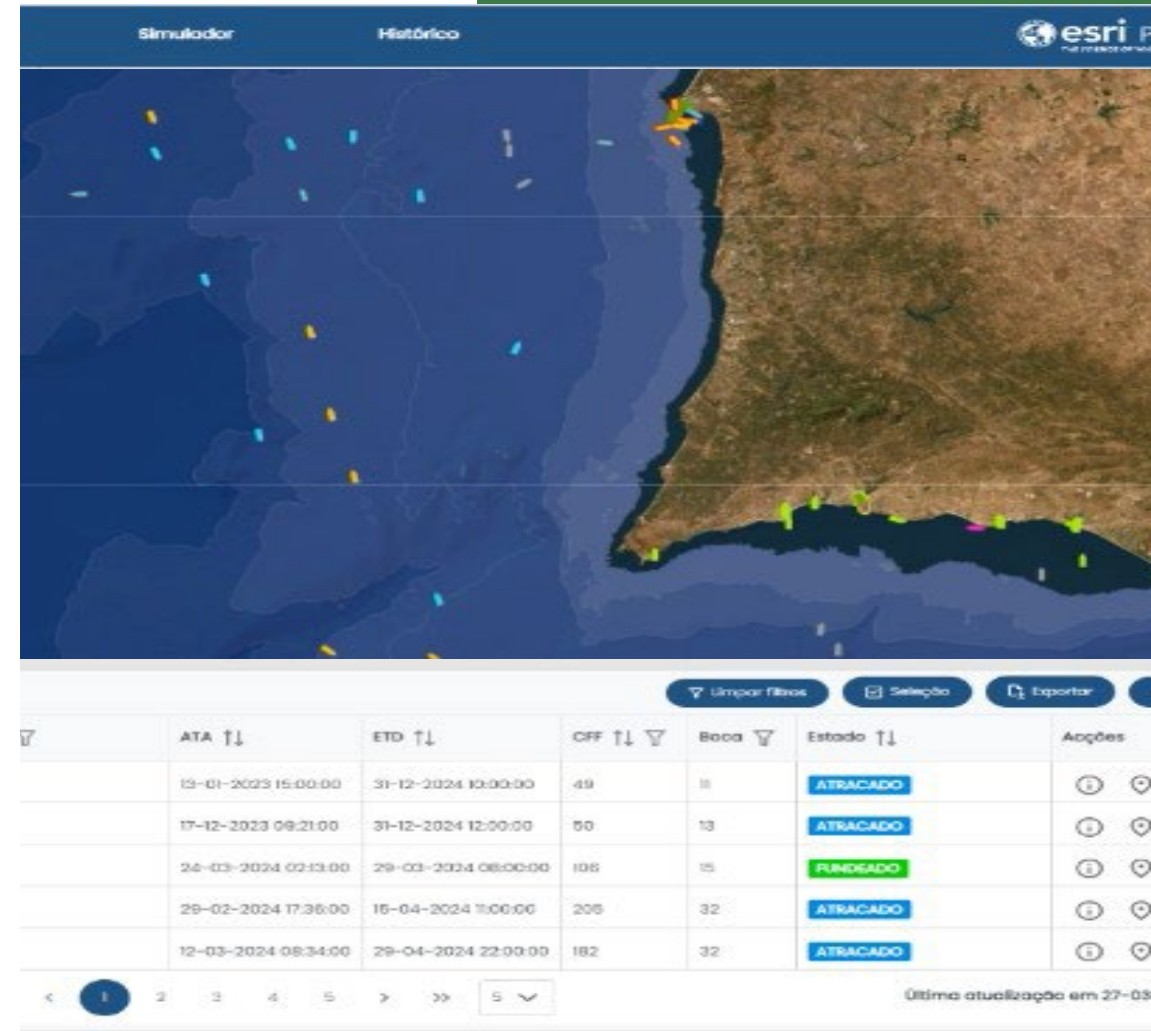 Simulador Histórico esri P
Limpar filtros Seleção Exportar
ATA ETD CFF Boca Estado Acções
13-01-2023 15:00:00 31-12-2024 10:00:00 49 11 ATRACADO
17-12-2023 09:21:00 31-12-2024 12:00:00 50 13 ATRACADO
24-03-2024 02:13:00 29-03-2024 08:00:00 106 15 FUNDEADO
29-02-2024 17:36:00 15-04-2024 11:00:00 205 32 ATRACADO
12-03-2024 08:34:00 29-04-2024 22:00:00 182 32 ATRACADO
< 1 2 3 4 5 > >> 5
Última atualização em 27-03